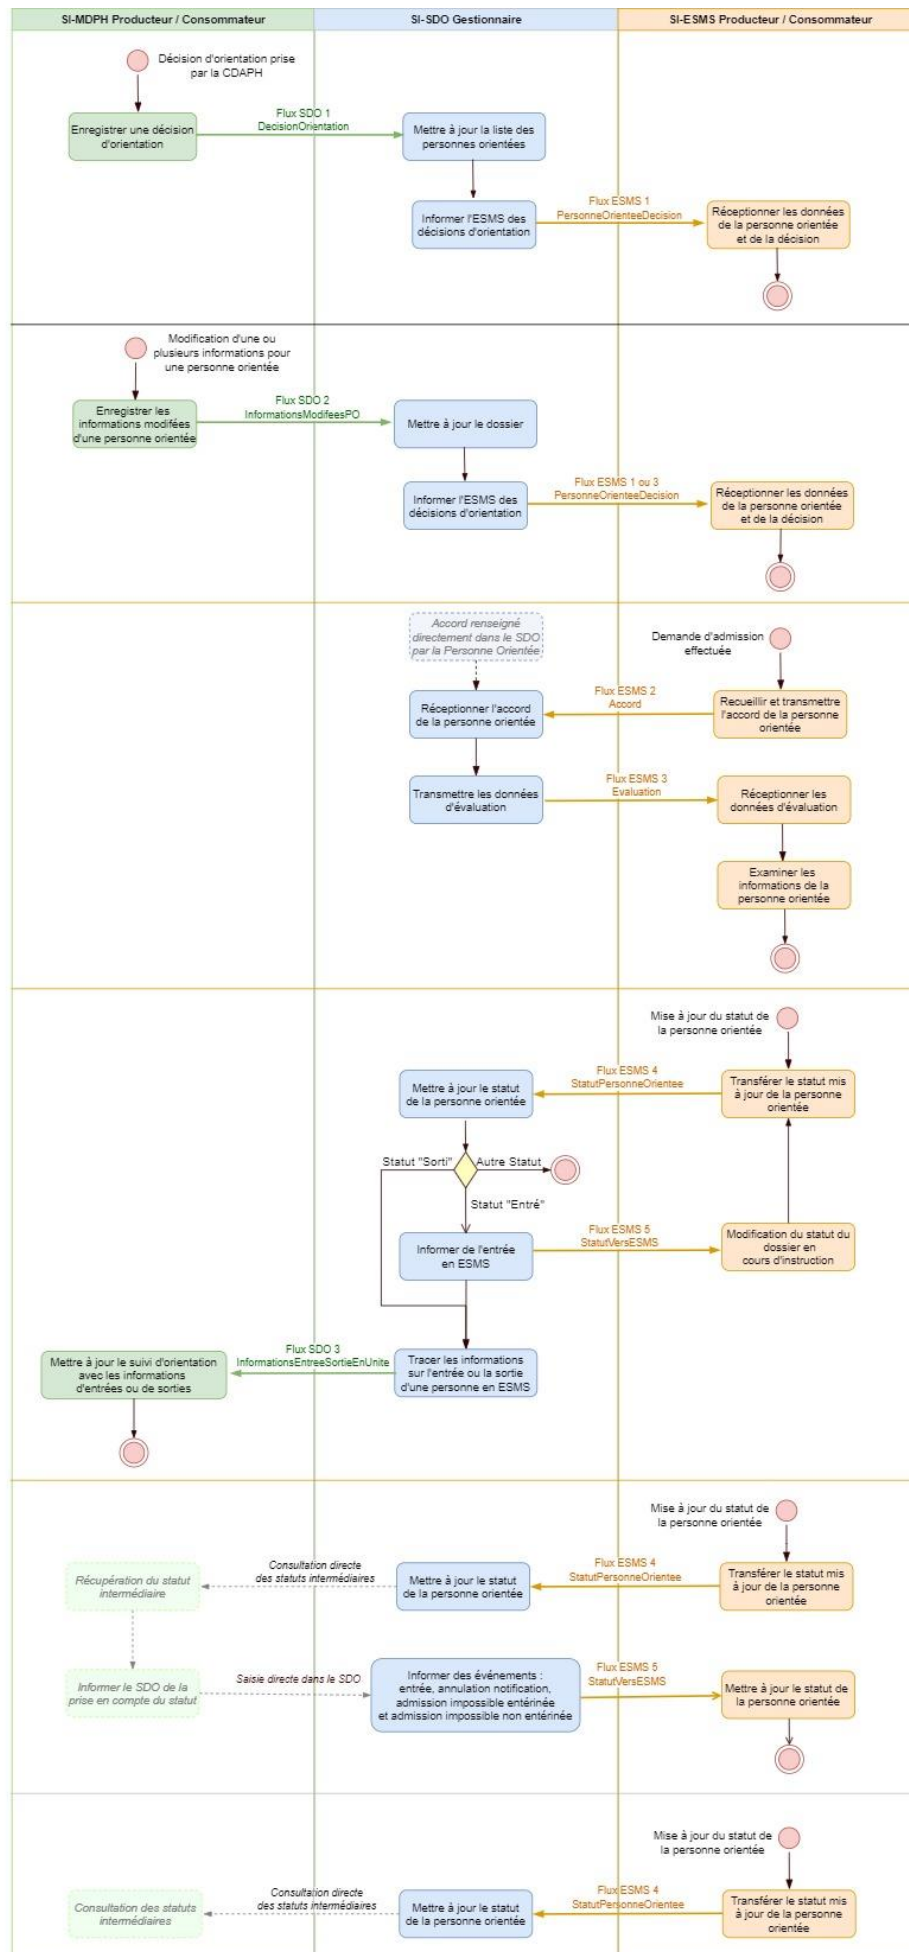 SI-MDPH Producteur / Consommateur
SI-SDO Gestionnaire
SI-ESMS Producteur / Consommateur
Décision d'orientation prise
par la CDAPH
Enregistrer une décision
d'orientation
Flux SDO 1
DecisionOrientation
Mettre à jour la liste des
personnes orientées
Informer l'ESMS des
décisions d'orientation
Flux ESMS 1
PersonneOrienteeDecision
Réceptionner les données
de la personne orientée
et de la décision
Modification d'une ou
plusieurs informations pour
une personne orientée
Enregistrer les
informations modifées
d'une personne orientée
Flux SDO 2
InformationsModifeesPO
Mettre à jour le dossier
Informer l'ESMS des
décisions d'orientation
Flux ESMS 1 ou 3
PersonneOrienteeDecision
Réceptionner les données
de la personne orientée
et de la décision
Accord renseigné
directement dans le SDO
par la Personne Orientée
Demande d'admission
effectuée
Réceptionner l'accord
de la personne orientée
Flux ESMS 2
Accord
Recueillir et transmettre
l'accord de la personne
orientée
Transmettre les données
d'évaluation
Flux ESMS 3
Evaluation
Réceptionner les
données d'évaluation
Examiner les
informations de la
personne orientée
Mise à jour du statut de
la personne orientée
Mettre à jour le statut
de la personne orientée
Flux ESMS 4
StatutPersonneOrientee
Transférer le statut mis
à jour de la personne
orientée
Statut "Sorti"
Autre Statut
Statut "Entré"
Informer de l'entrée
en ESMS
Flux ESMS 5
StatutVersESMS
Modification du statut du
dossier en
cours d'instruction
Mettre à jour le suivi d'orientation
avec les informations
d'entrées ou de sorties
Flux SDO 3
InformationsEntreeSortieEnUnite
Tracer les informations
sur l'entrée ou la sortie
d'une personne en ESMS
Mise à jour du statut de
la personne orientée
Récupération du statut
intermédiaire
Consultation directe
des statuts intermédiaires
Mettre à jour le statut
de la personne orientée
Flux ESMS 4
StatutPersonneOrientee
Transférer le statut mis
à jour de la personne
orientée
Informer le SDO de la
prise en compte du statut
Saisie directe dans le SDO
Informer des événements :
entrée, annulation notification,
admission impossible entérinée
et admission impossible non entérinée
Flux ESMS 5
StatutVersESMS
Mettre à jour le statut de
la personne orientée
Mise à jour du statut de
la personne orientée
Consultation des statuts
intermédiaires
Consultation directe
des statuts intermédiaires
Mettre à jour le statut
de la personne orientée
Flux ESMS 4
StatutPersonneOrientee
Transférer le statut mis
à jour de la personne
orientée